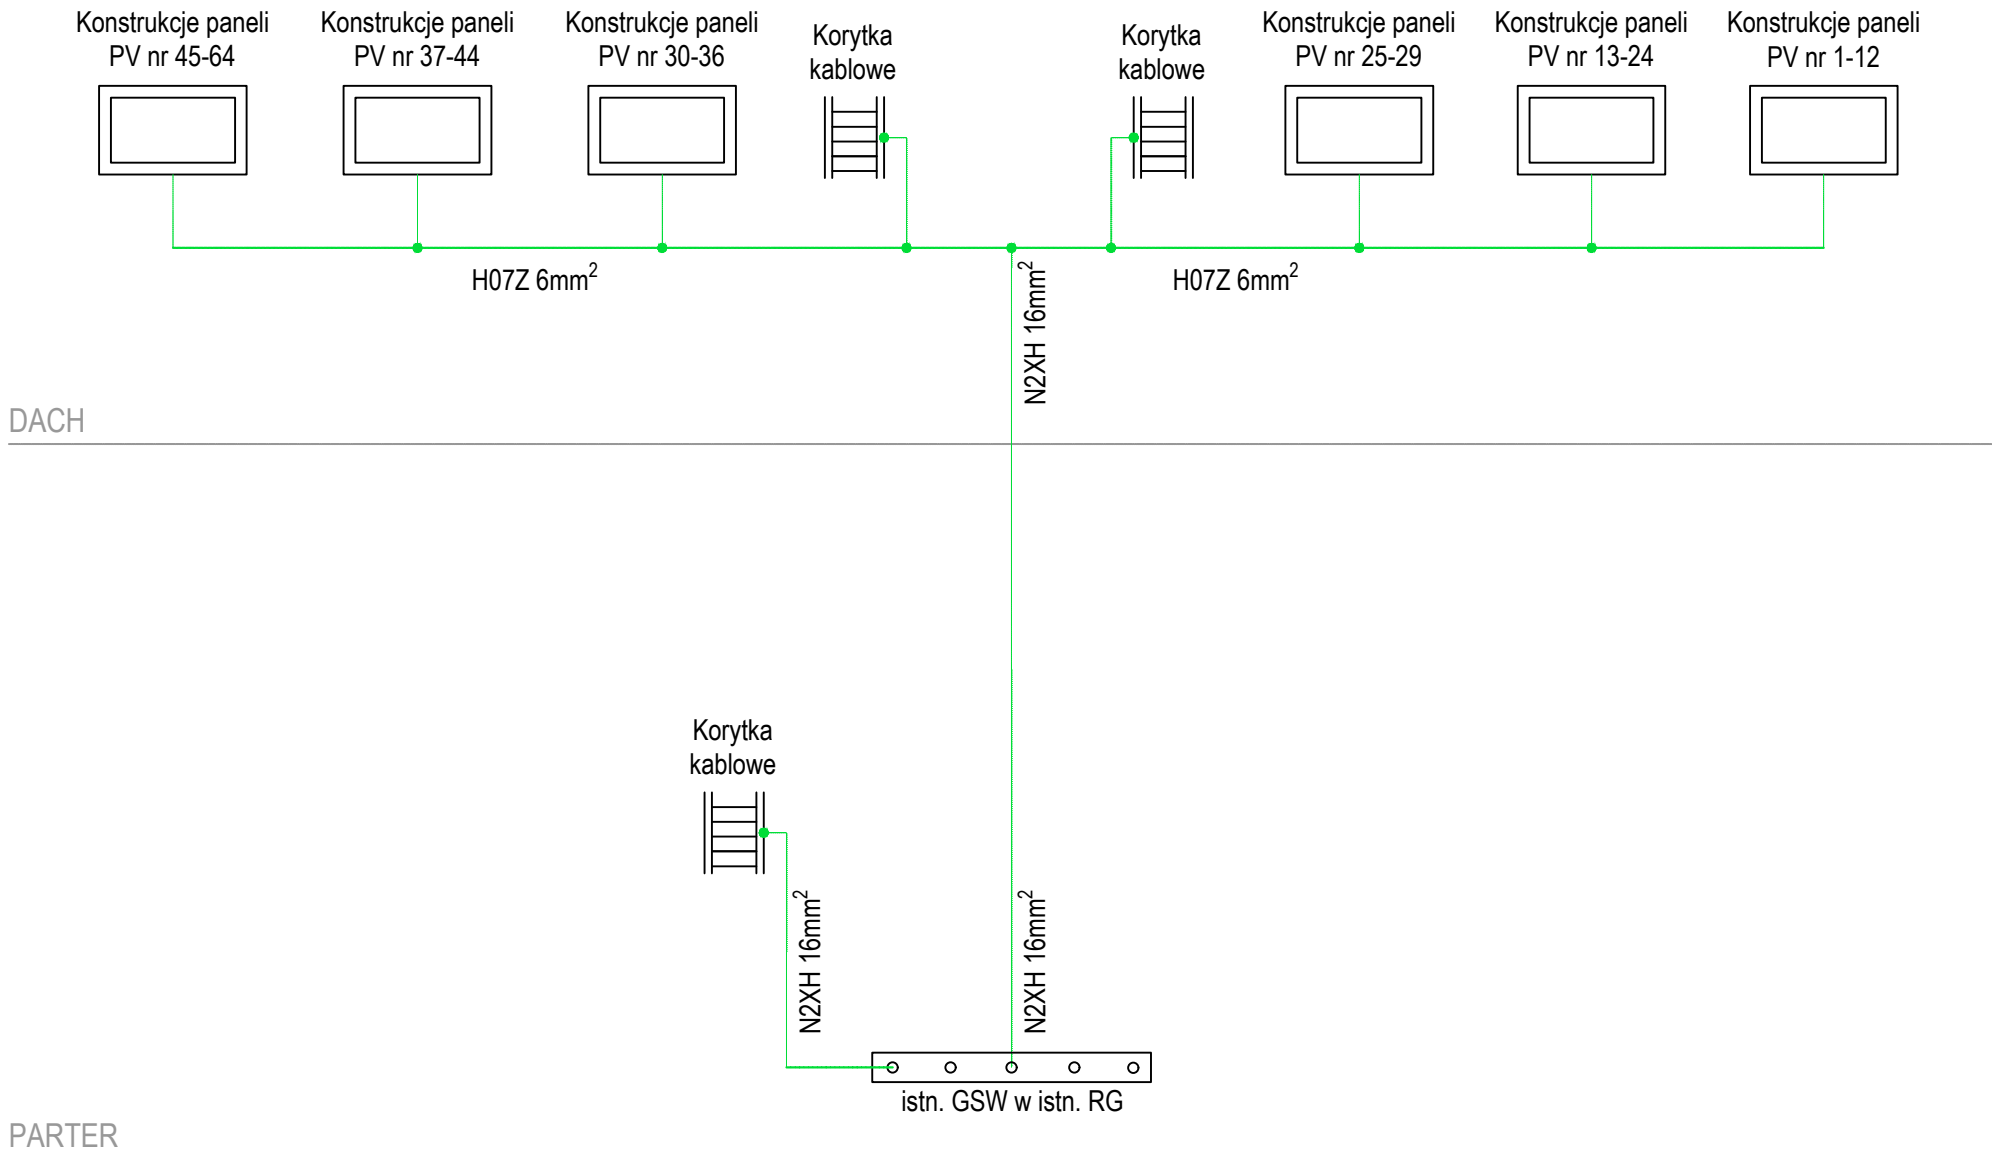 Konstrukcje paneli
PV nr 45-64
Konstrukcje paneli
PV nr 37-44
Konstrukcje paneli
PV nr 30-36
Korytka
kablowe
Korytka
kablowe
Konstrukcje paneli
PV nr 25-29
Konstrukcje paneli
PV nr 13-24
Konstrukcje paneli
PV nr 1-12
H07Z 6mm²
N2XH 16mm²
H07Z 6mm²
DACH
Korytka
kablowe
N2XH 16mm²
N2XH 16mm²
istn. GSW w istn. RG
PARTER